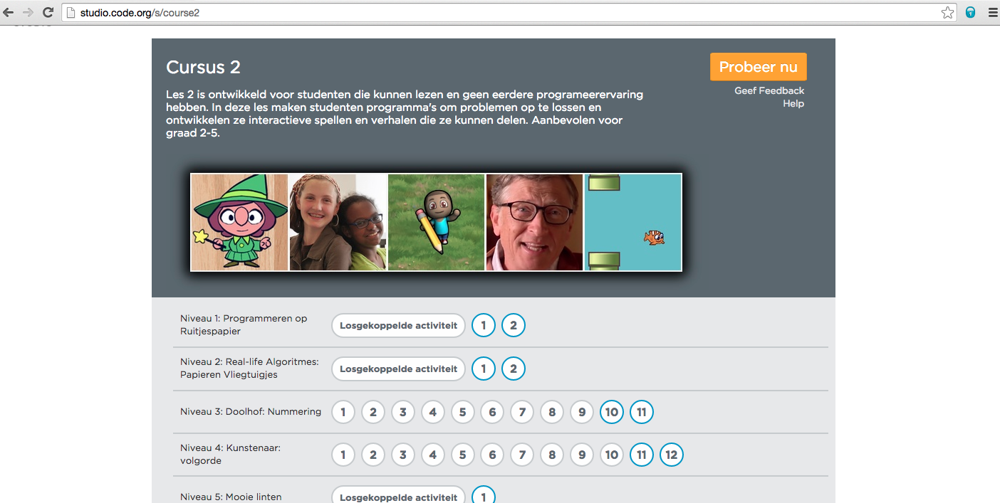 studio.code.org/s/course2
Cursus 2
Probeer nu
Geef Feedback
Help
Les 2 is ontwikkeld voor studenten die kunnen lezen en geen eerdere programeerervaring
hebben. In deze les maken studenten programma's om problemen op te lossen en
ontwikkelen ze interactieve spellen en verhalen die ze kunnen delen. Aanbevolen voor
graad 2-5.
Niveau 1: Programmeren op
Ruitjespapier
Losgekoppelde activiteit 1 2
Niveau 2: Real-life Algoritmes:
Papieren Vliegtuigjes
Losgekoppelde activiteit 1 2
Niveau 3: Doolhof: Nummering 1 2 3 4 5 6 7 8 9 10 11
Niveau 4: Kunstenaar:
volgorde
1 2 3 4 5 6 7 8 9 10 11 12
Niveau 5: Mooie linten Losgekoppelde activiteit 1